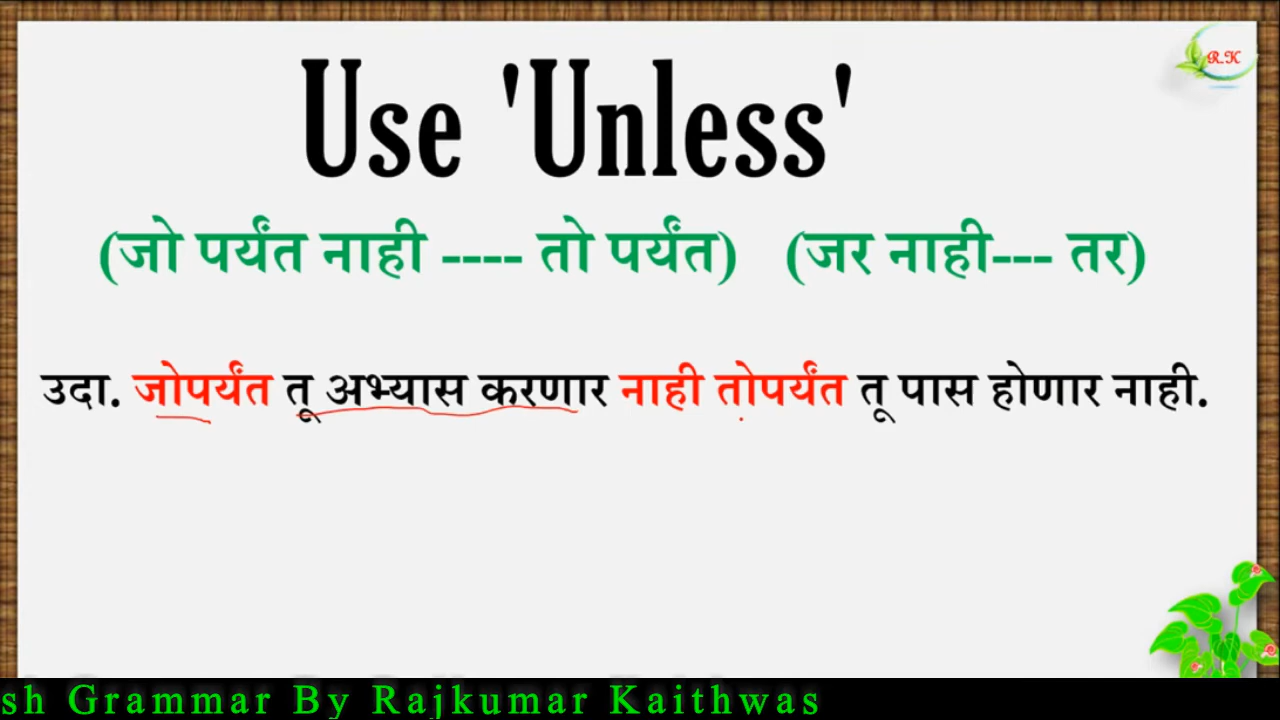 R.K
Use 'Unless'
(जो पर्यंत नाही ---- तो पर्यंत) (जर नाही--- तर)
उदा. जोपर्यंत तू अभ्यास करणार नाही तोपर्यंत तू पास होणार नाही.
sh Grammar By Rajkumar Kaithwas